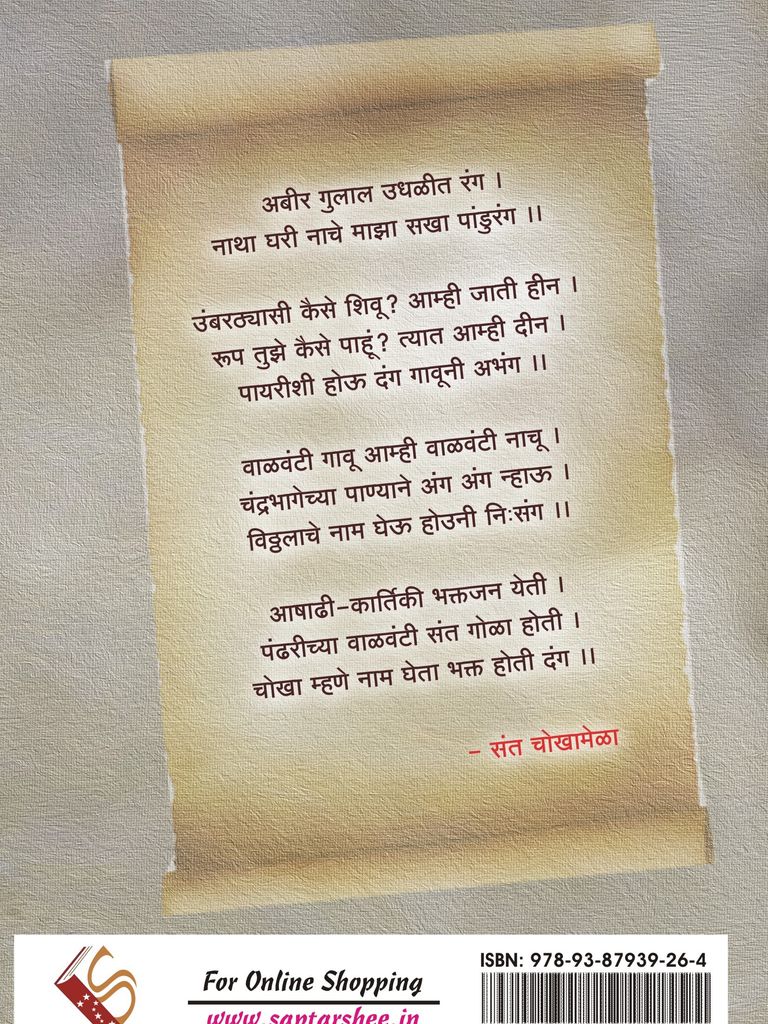 अबीर गुलाल उधळीत रंग ।
नाथा घरी नाचे माझा सखा पांडुरंग ।।
उंबरठ्यासी कैसे शिवू? आम्ही जाती हीन ।
रूप तुझे कैसे पाहूं? त्यात आम्ही दीन ।
पायरीशी होऊ दंग गावूनी अभंग ।।
वाळवंटी गावू आम्ही वाळवंटी नाचू ।
चंद्रभागेच्या पाण्याने अंग अंग न्हाऊ ।
विठ्ठलाचे नाम घेऊ होउनी निःसंग ।।
आषाढी-कार्तिकी भक्तजन येती ।
पंढरीच्या वाळवंटी संत गोळा होती ।
चोखा म्हणे नाम घेता भक्त होती दंग ।।
- संत चोखामेळा
ISBN: 978-93-87939-26-4
For Online Shopping
www.saptarshee.in